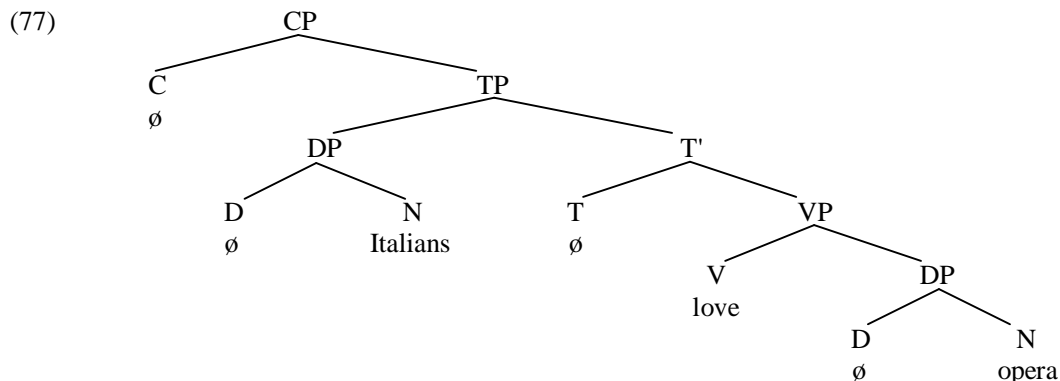 (77) CP
C TP
ø
DP T'
D N T VP
ø Italians ø
V DP
love
D N
ø opera